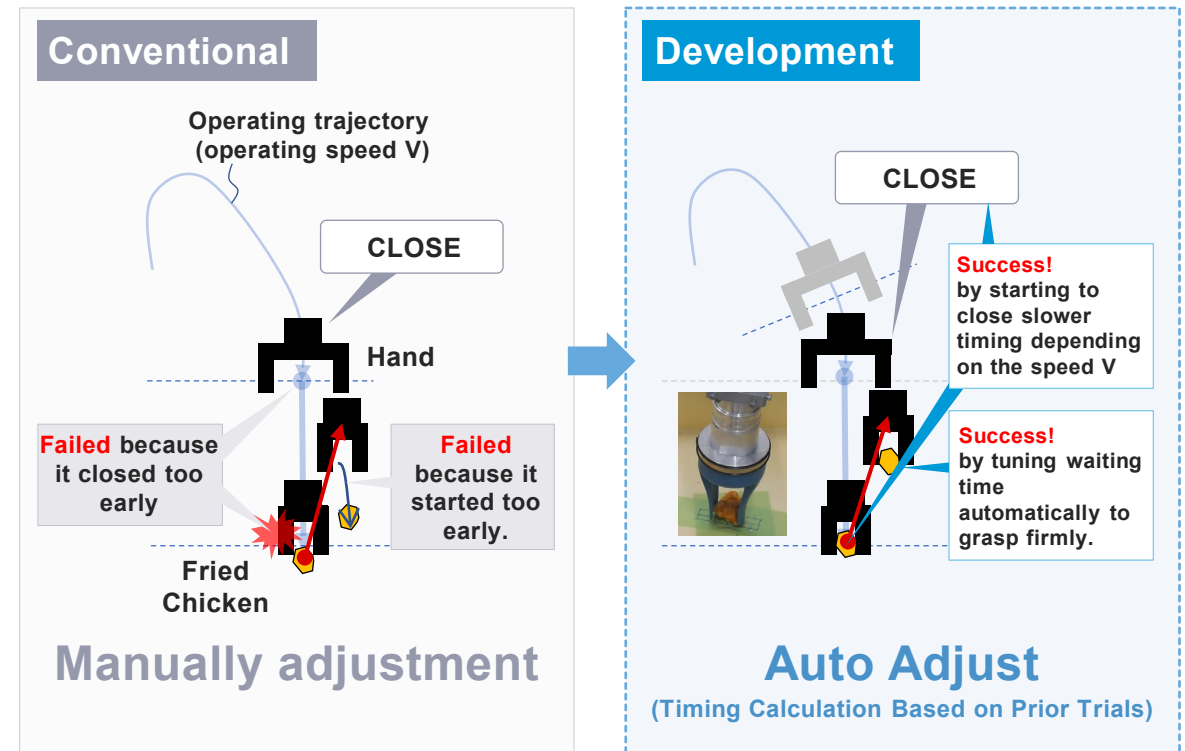 Conventional
Operating trajectory
(operating speed V)
CLOSE
Hand
Failed because
it closed too
early
Failed
because it
started too
early.
Fried
Chicken
Manually adjustment
Development
CLOSE
Success!
by starting to
close slower
timing depending
on the speed V
Success!
by tuning waiting
time
automatically to
grasp firmly.
Auto Adjust
(Timing Calculation Based on Prior Trials)